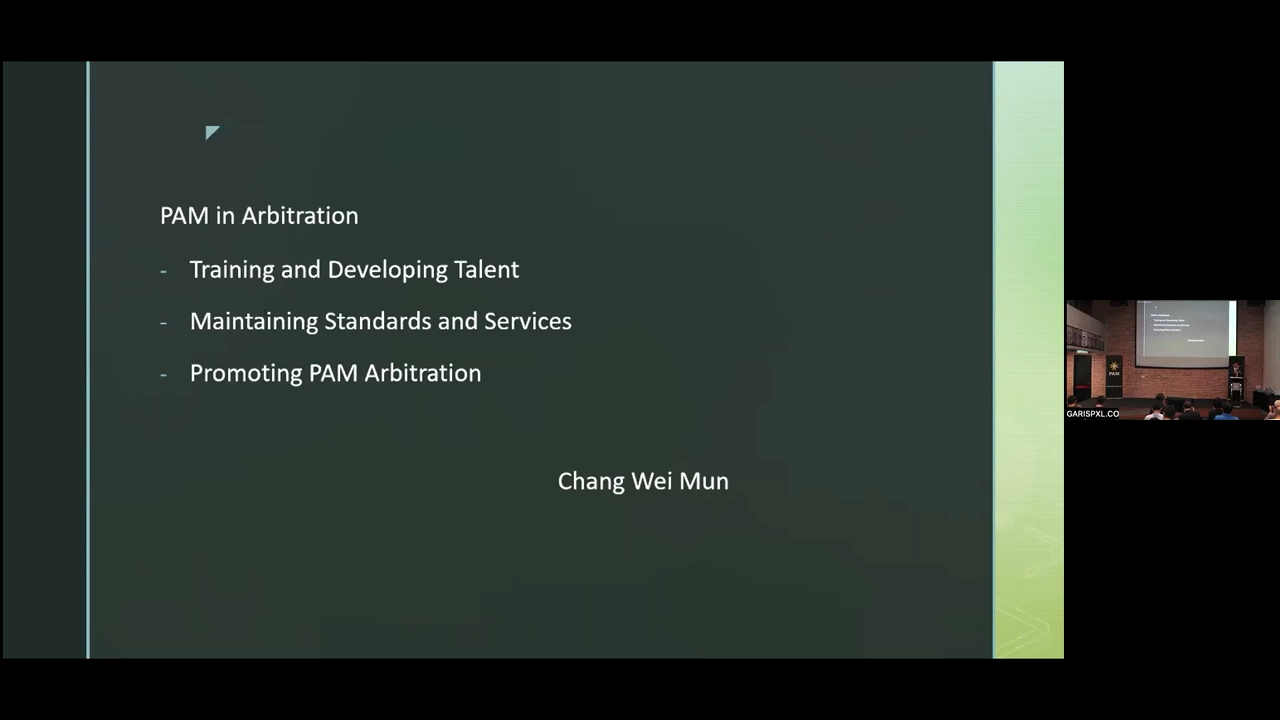 PAM in Arbitration
- Training and Developing Talent
- Maintaining Standards and Services
- Promoting PAM Arbitration
Chang Wei Mun
PAM
GARISPXL.CO